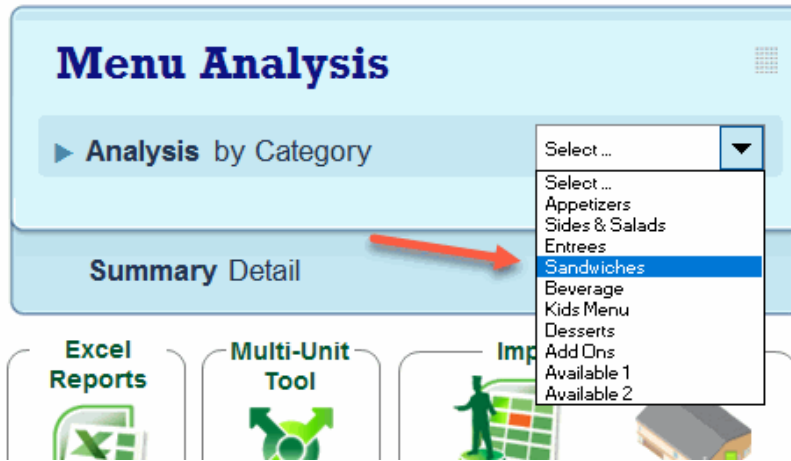 Menu Analysis
Analysis by Category
Select ...
Select ...
Appetizers
Sides & Salads
Entrees
Sandwiches
Beverage
Kids Menu
Desserts
Add Ons
Available 1
Available 2
Summary Detail
Excel
Reports
Multi-Unit
Tool
Imp